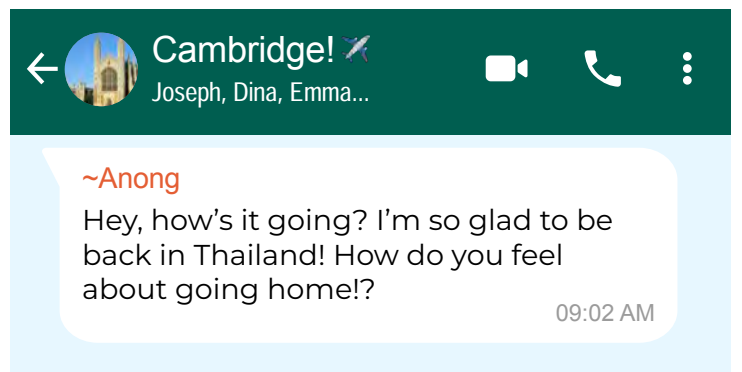 Cambridge!
Joseph, Dina, Emma...
~Anong
Hey, how’s it going? I’m so glad to be
back in Thailand! How do you feel
about going home!?
09:02 AM